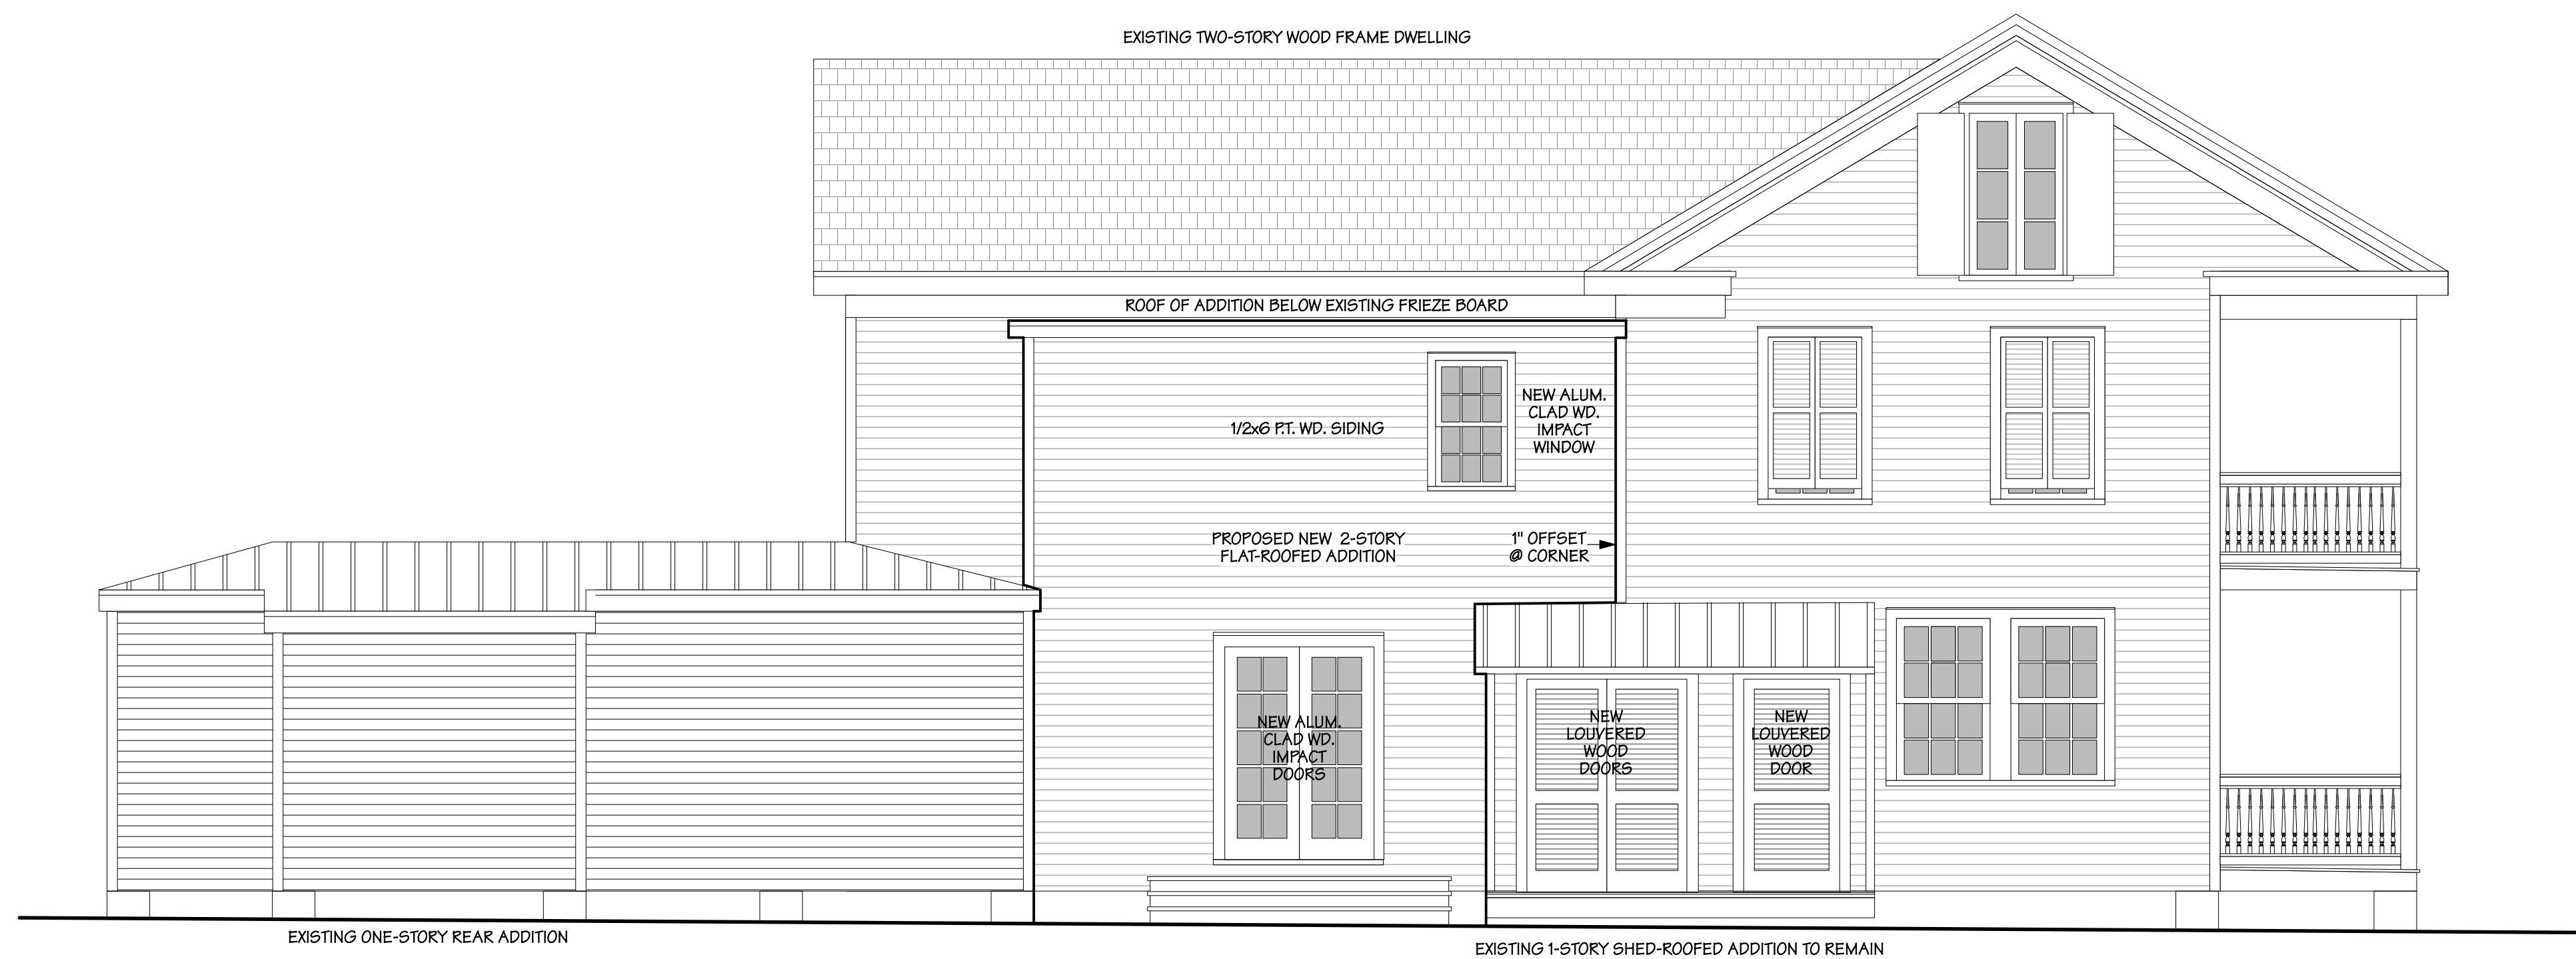 EXISTING TWO-STORY WOOD FRAME DWELLING
ROOF OF ADDITION BELOW EXISTING FRIEZE BOARD
NEW ALUM.
CLAD WD.
IMPACT
WINDOW
1/2x6 P.T. WD. SIDING
PROPOSED NEW 2-STORY
FLAT-ROOFED ADDITION
1" OFFSET
@ CORNER
NEW ALUM.
CLAD WD.
IMPACT
DOORS
NEW
LOUVERED
WOOD
DOORS
NEW
LOUVERED
WOOD
DOOR
EXISTING ONE-STORY REAR ADDITION
EXISTING 1-STORY SHED-ROOFED ADDITION TO REMAIN